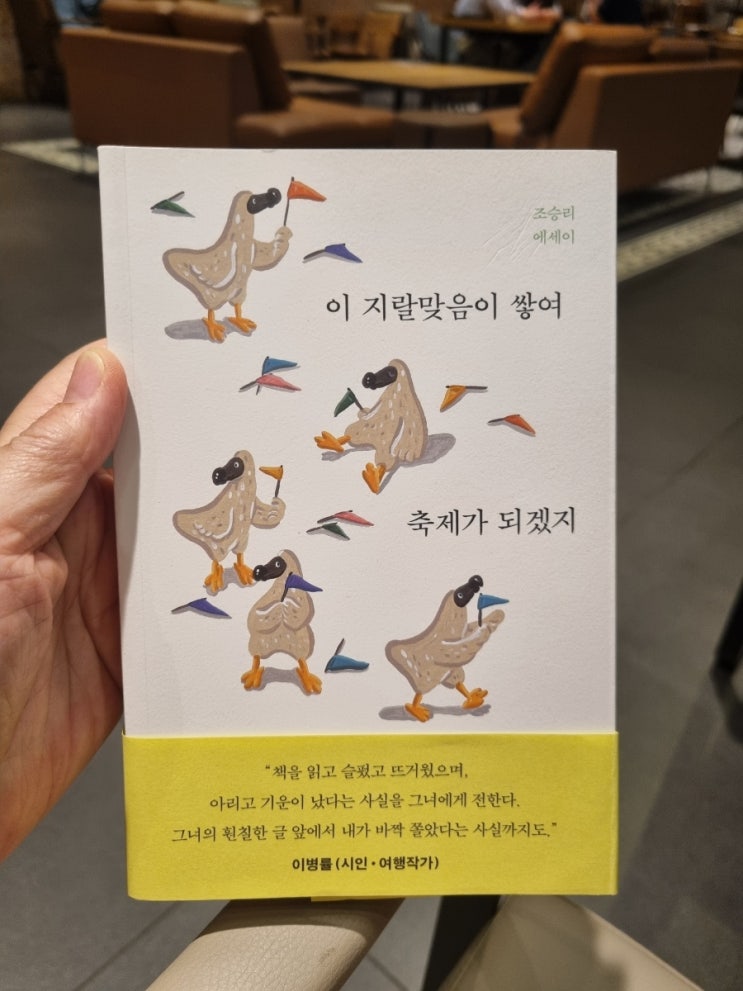 조승리
에세이
이 지랄맞음이 쌓여
축제가 되겠지
“책을 읽고 슬펐고 뜨거웠으며,
아리고 기운이 났다는 사실을 그녀에게 전한다.
그녀의 훤칠한 글 앞에서 내가 바짝 쫄았다는 사실까지도.”
이병률 (시인 • 여행작가)